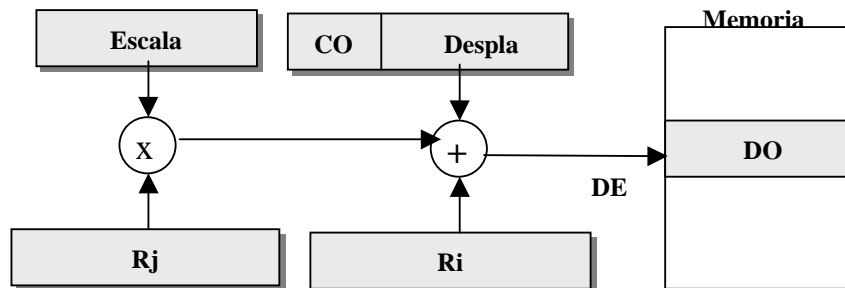 Memoria
Escala
CO Despla
X
+
DO
DE
Rj
Ri